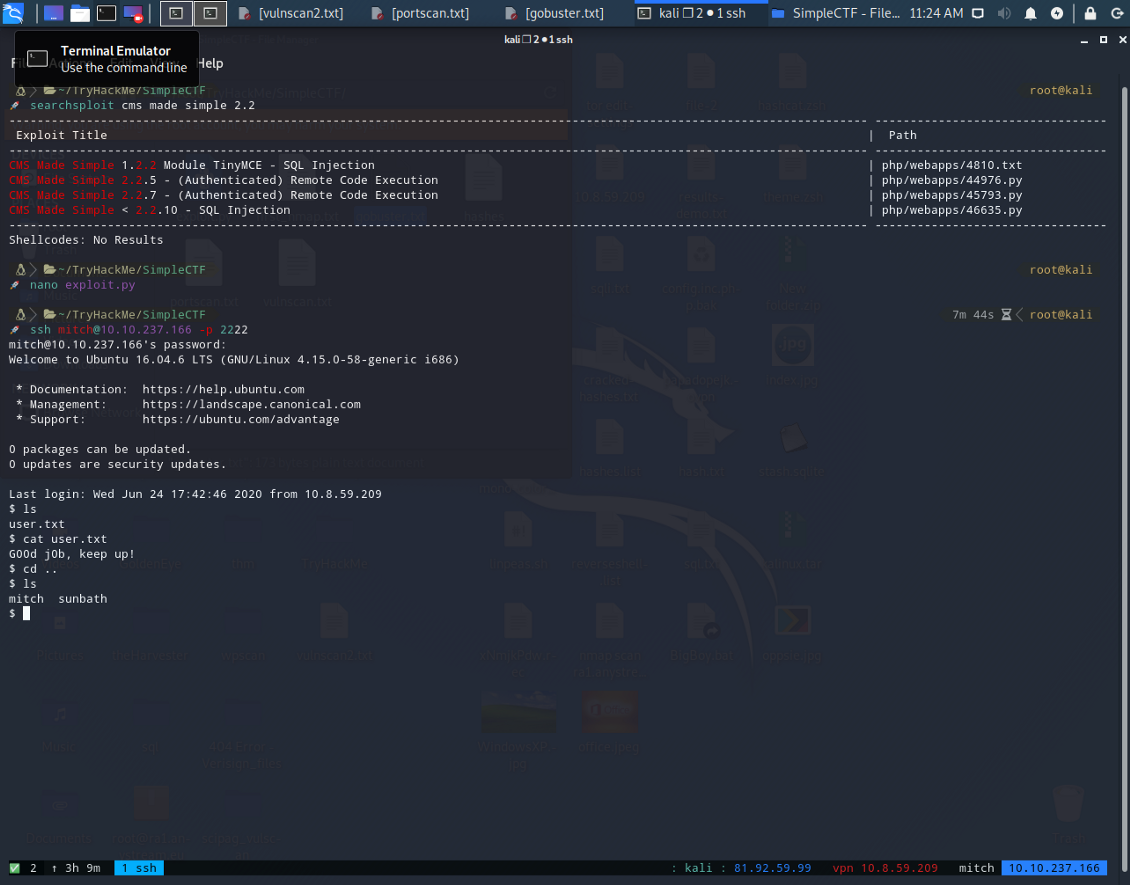 [vulnscan2.txt] [portscan.txt] [gobuster.txt] kali ❐ 2 ● 1 ssh SimpleCTF - File... 11:24 AM
kali ❐ 2 ● 1 ssh
Terminal Emulator
Use the command line
Help
~/TryHackMe/SimpleCTF root@kali
searchsploit cms made simple 2.2
Exploit Title | Path
CMS Made Simple 1.2.2 Module TinyMCE - SQL Injection | php/webapps/4810.txt
CMS Made Simple 2.2.5 - (Authenticated) Remote Code Execution | php/webapps/44976.py
CMS Made Simple 2.2.7 - (Authenticated) Remote Code Execution | php/webapps/45793.py
CMS Made Simple < 2.2.10 - SQL Injection | php/webapps/46635.py
Shellcodes: No Results
~/TryHackMe/SimpleCTF root@kali
nano exploit.py
~/TryHackMe/SimpleCTF 7m 44s root@kali
ssh mitch@10.10.237.166 -p 2222
mitch@10.10.237.166's password:
Welcome to Ubuntu 16.04.6 LTS (GNU/Linux 4.15.0-58-generic i686)
* Documentation: https://help.ubuntu.com
* Management: https://landscape.canonical.com
* Support: https://ubuntu.com/advantage
0 packages can be updated.
0 updates are security updates.
Last login: Wed Jun 24 17:42:46 2020 from 10.8.59.209
$ ls
user.txt
$ cat user.txt
G00d j0b, keep up!
$ cd ..
$ ls
mitch sunbath
$
2 ↑ 3h 9m 1 ssh : kali : 81.92.59.99 vpn 10.8.59.209 mitch 10.10.237.166